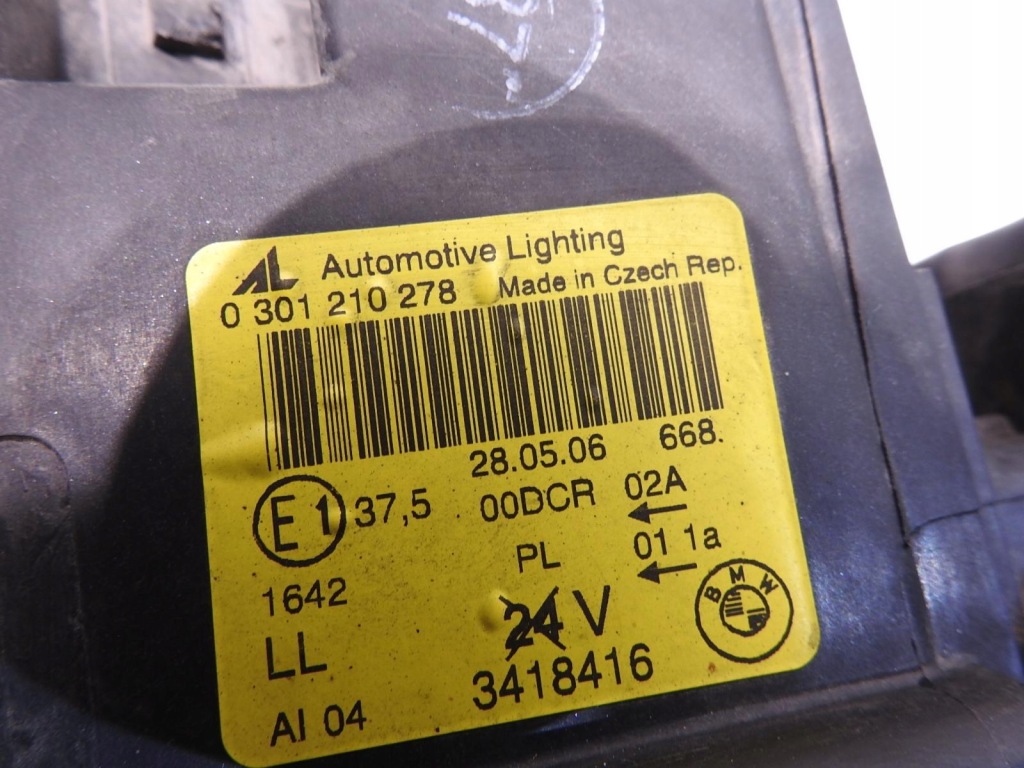 AL Automotive Lighting
0 301 210 278 Made in Czech Rep.
28.05.06 668.
E1 37,5 00DCR 02A
PL 01 1a
1642
24 V
BMW
LL 3418416
AI 04